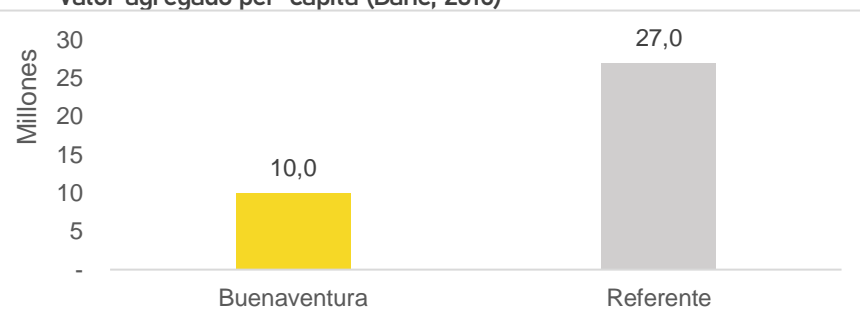 Valor agregado per cápita (Dane,
30
25
20
15
10
5
-
Millones
10,0
27,0
Buenaventura
Referente